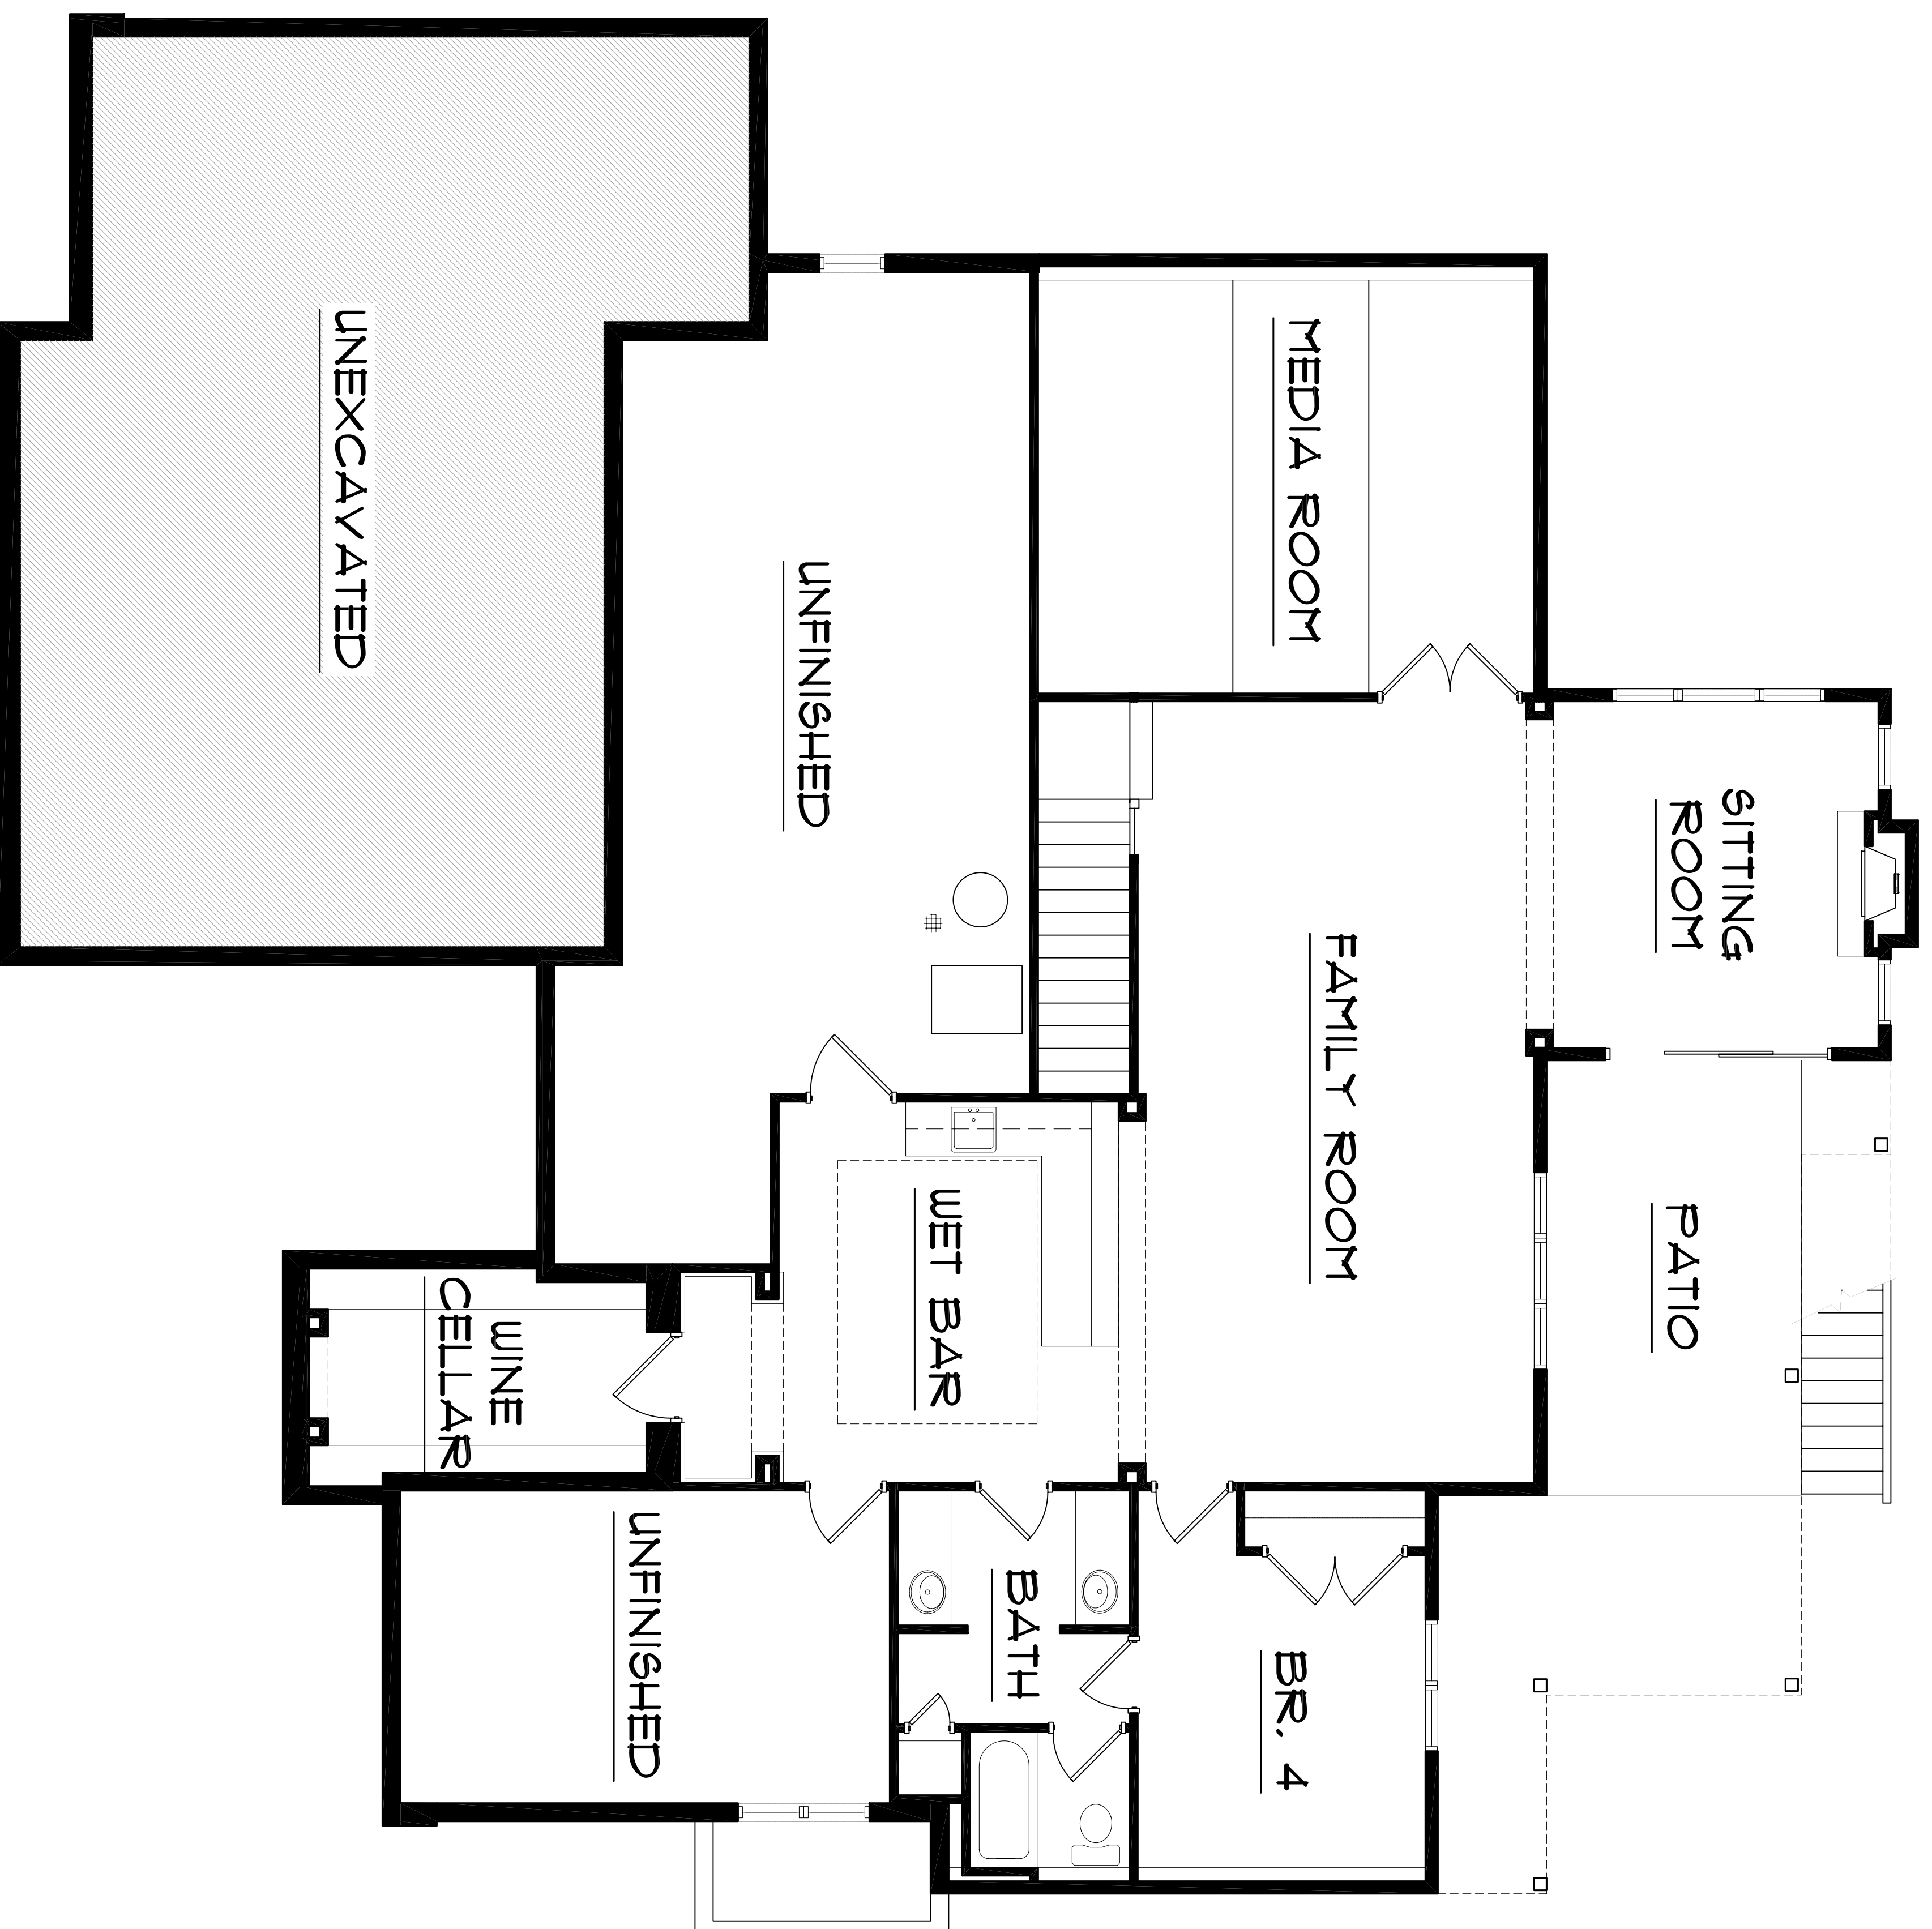 SITTING
ROOM
PATIO
MEDIA ROOM
FAMILY ROOM
BR. 4
BATH
WET BAR
UNFINISHED
UNFINISHED
WINE
CELLAR
UNEXCAVATED